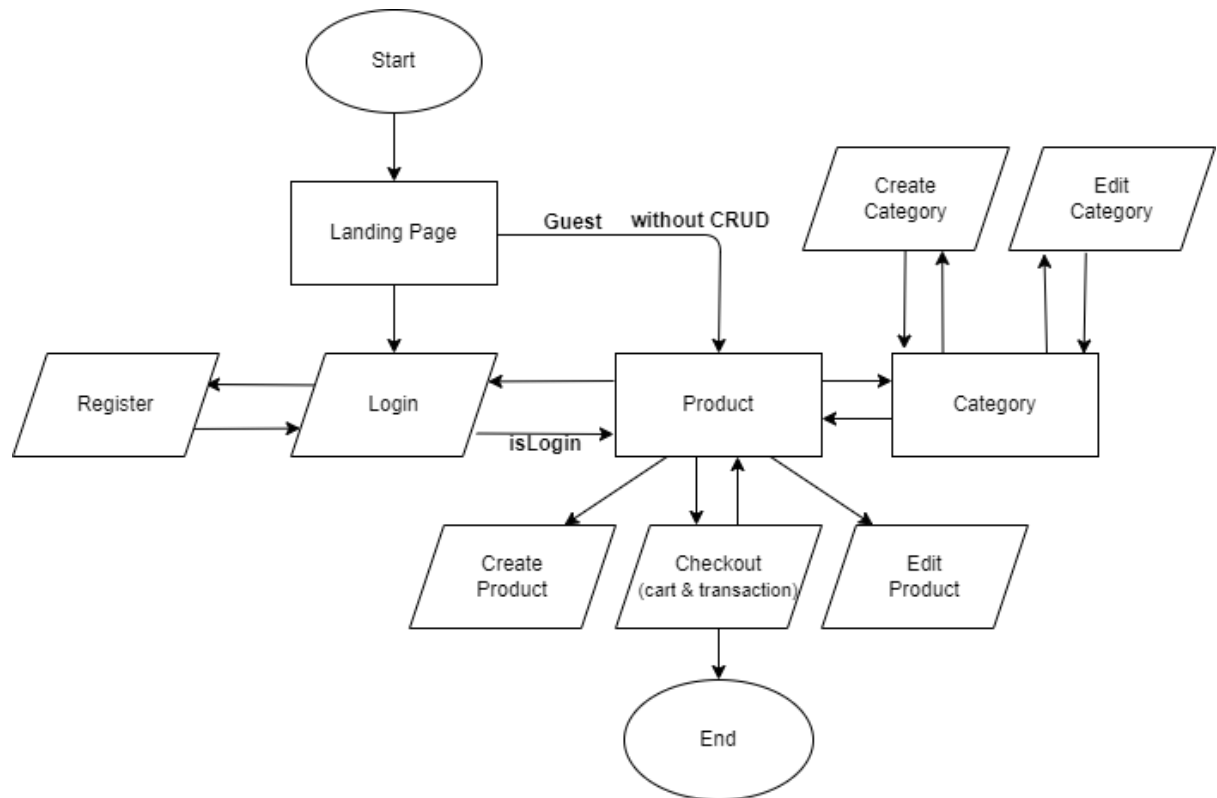 Start
Create
Category
Edit
Category
Landing Page
Guest
without CRUD
Register
Login
isLogin
Product
Category
Create
Product
Checkout
(cart & transaction)
Edit
Product
End